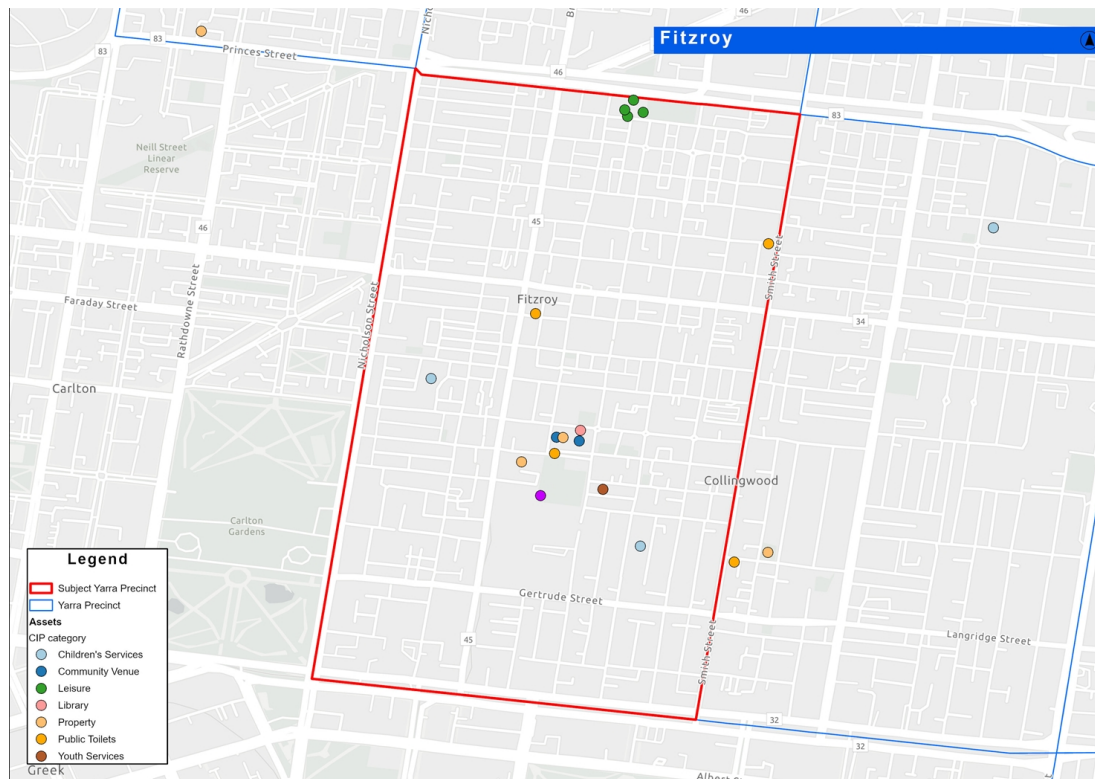 Fitzroy
46
83
Princes Street
83
46
83
Neill Street
Linear
Reserve
46
45
Smith Street
Rathdowne Street
Faraday Street
Nicholson Street
Fitzroy
34
Carlton
Collingwood
Carlton
Gardens
Gertrude Street
45
Smith Street
Langridge Street
32
32
Greek
Legend
Subject Yarra Precinct
Yarra Precinct
Assets
CIP category
Children's Services
Community Venue
Leisure
Library
Property
Public Toilets
Youth Services